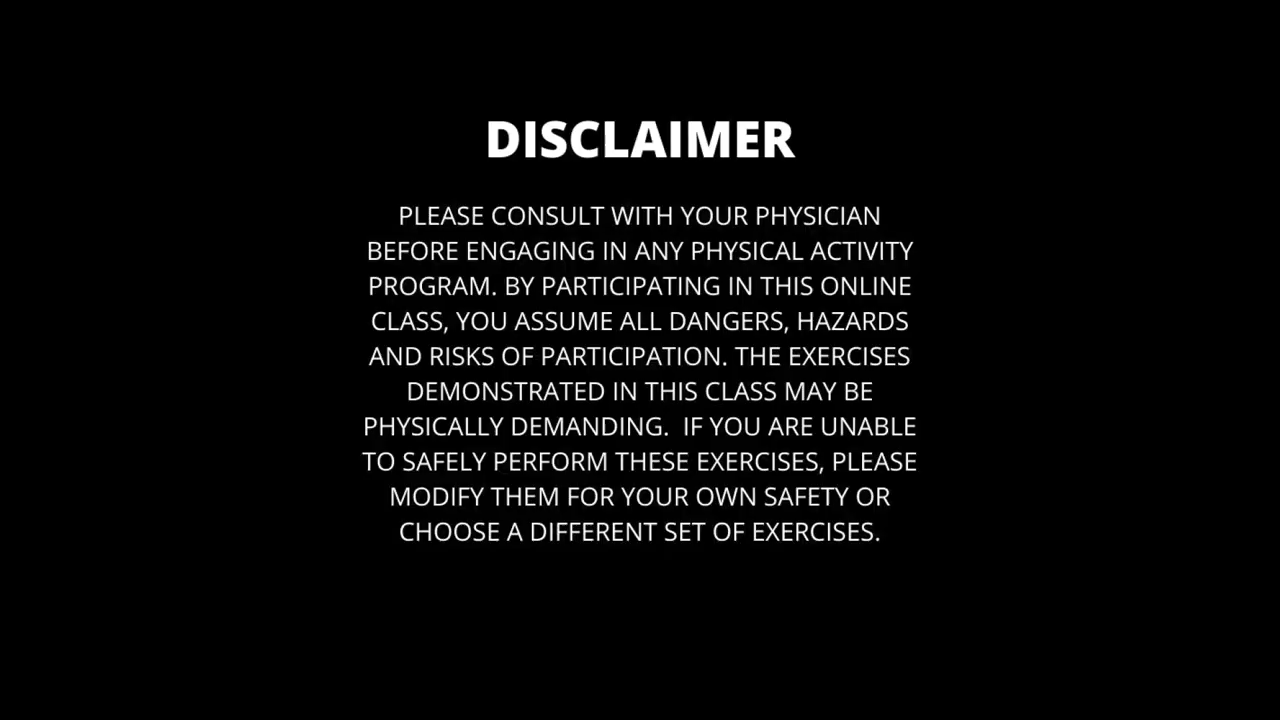 DISCLAIMER
PLEASE CONSULT WITH YOUR PHYSICIAN
BEFORE ENGAGING IN ANY PHYSICAL ACTIVITY
PROGRAM. BY PARTICIPATING IN THIS ONLINE
CLASS, YOU ASSUME ALL DANGERS, HAZARDS
AND RISKS OF PARTICIPATION. THE EXERCISES
DEMONSTRATED IN THIS CLASS MAY BE
PHYSICALLY DEMANDING.  IF YOU ARE UNABLE
TO SAFELY PERFORM THESE EXERCISES, PLEASE
MODIFY THEM FOR YOUR OWN SAFETY OR
CHOOSE A DIFFERENT SET OF EXERCISES.